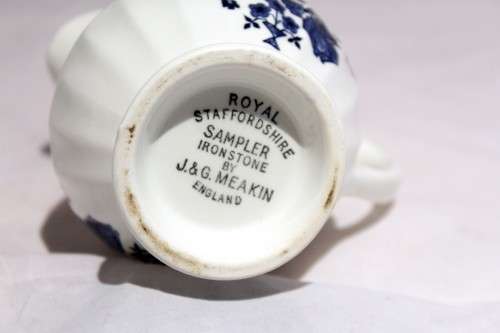 ROYAL
STAFFORDSHIRE
SAMPLER
IRONSTONE
BY
J.&G. MEAKIN
ENGLAND